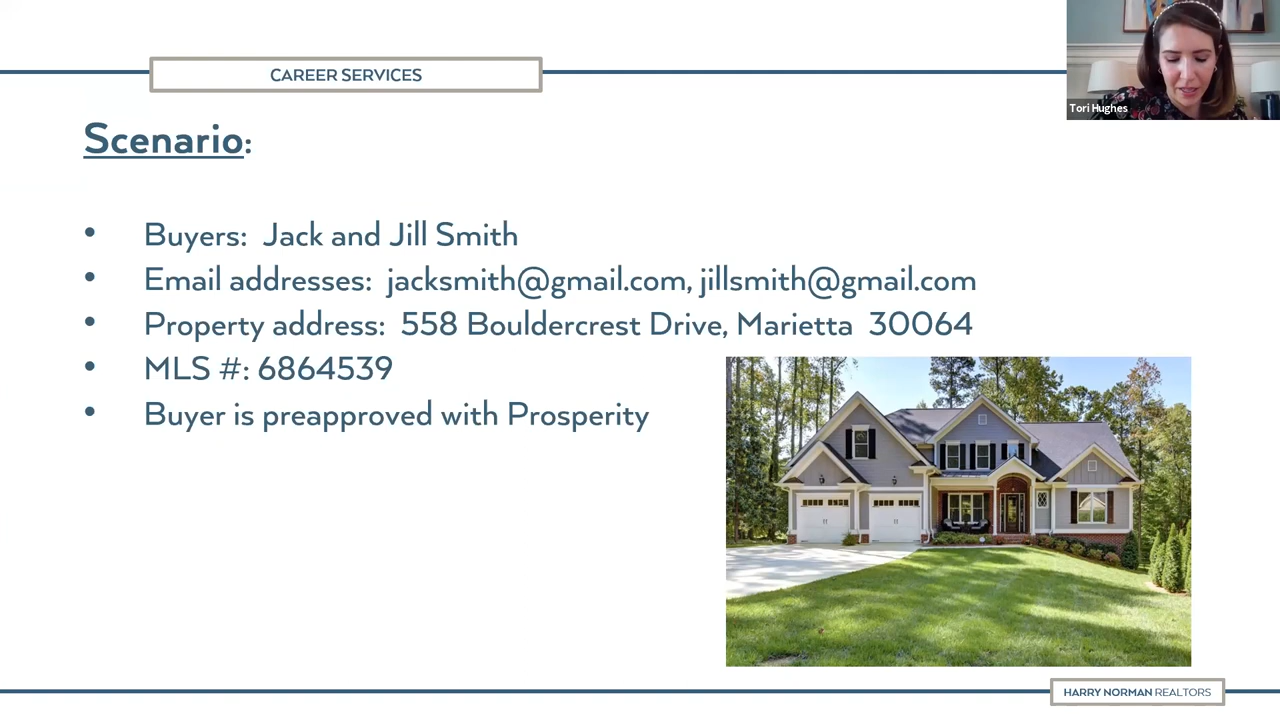 CAREER SERVICES
Tori Hughes
Scenario:
• Buyers: Jack and Jill Smith
• Email addresses: jacksmith@gmail.com, jillsmith@gmail.com
• Property address: 558 Bouldercrest Drive, Marietta 30064
• MLS #: 6864539
• Buyer is preapproved with Prosperity
HARRY NORMAN REALTORS